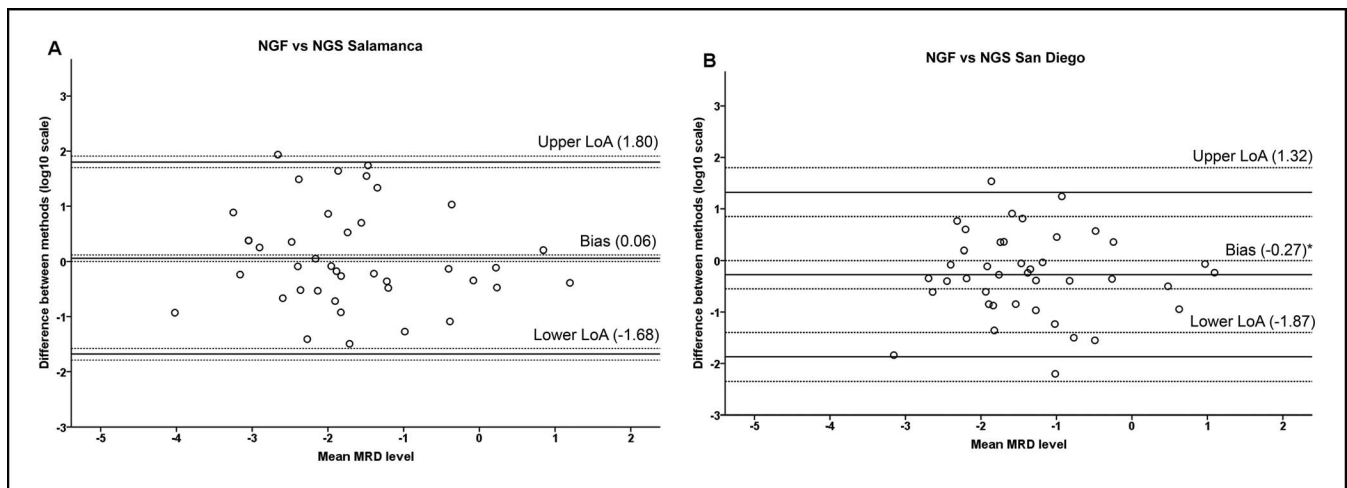 A
NGF vs NGS Salamanca
Difference between methods (log10 scale)
3
2
1
0
-1
-2
-3
Upper LoA (1.80)
Bias (0.06)
Lower LoA (-1.68)
-5 -4 -3 -2 -1 0 1 2
Mean MRD level
B
NGF vs NGS San Diego
Difference between methods (log10 scale)
3
2
1
0
-1
-2
-3
Upper LoA (1.32)
Bias (-0.27)*
Lower LoA (-1.87)
-5 -4 -3 -2 -1 0 1 2
Mean MRD level